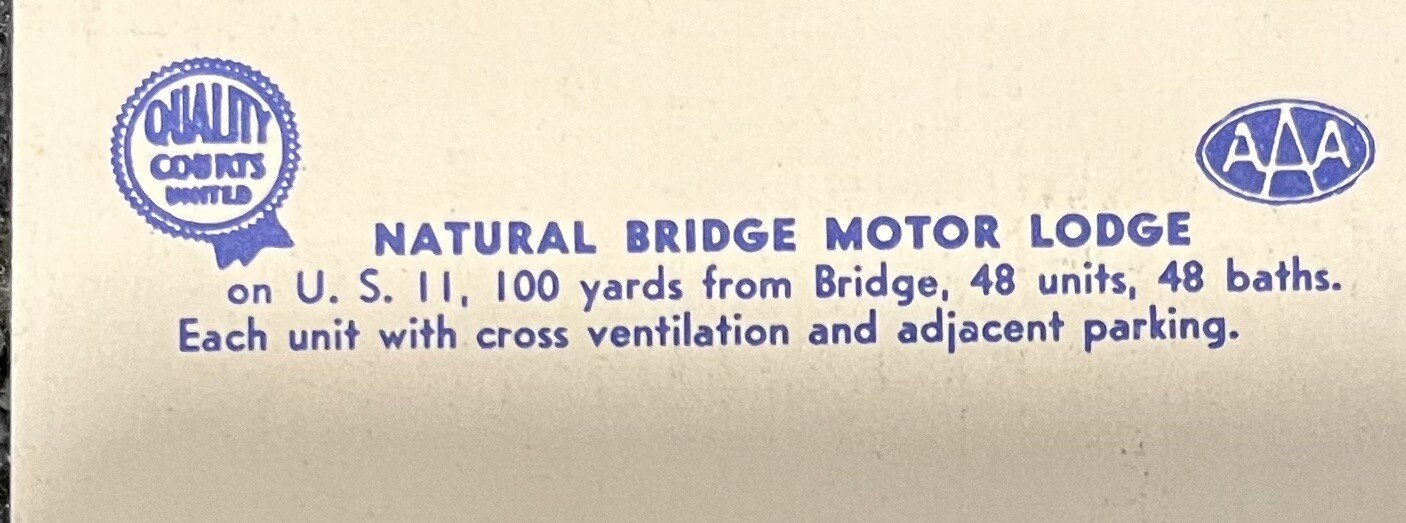 QUALITY
COURTS
UNITED
AAA
NATURAL BRIDGE MOTOR LODGE
on U. S. 11, 100 yards from Bridge, 48 units, 48 baths.
Each unit with cross ventilation and adjacent parking.